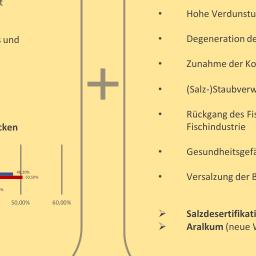 t
s und
cken
50,00%
60,00%
+
• Hohe Verdunstu
• Degeneration de
• Zunahme der Ko
• (Salz-)Staubverw
• Rückgang des Fis
Fischindustrie
• Gesundheitsgefä
• Versalzung der B
➢ Salzdesertifikati
➢ Aralkum (neue W